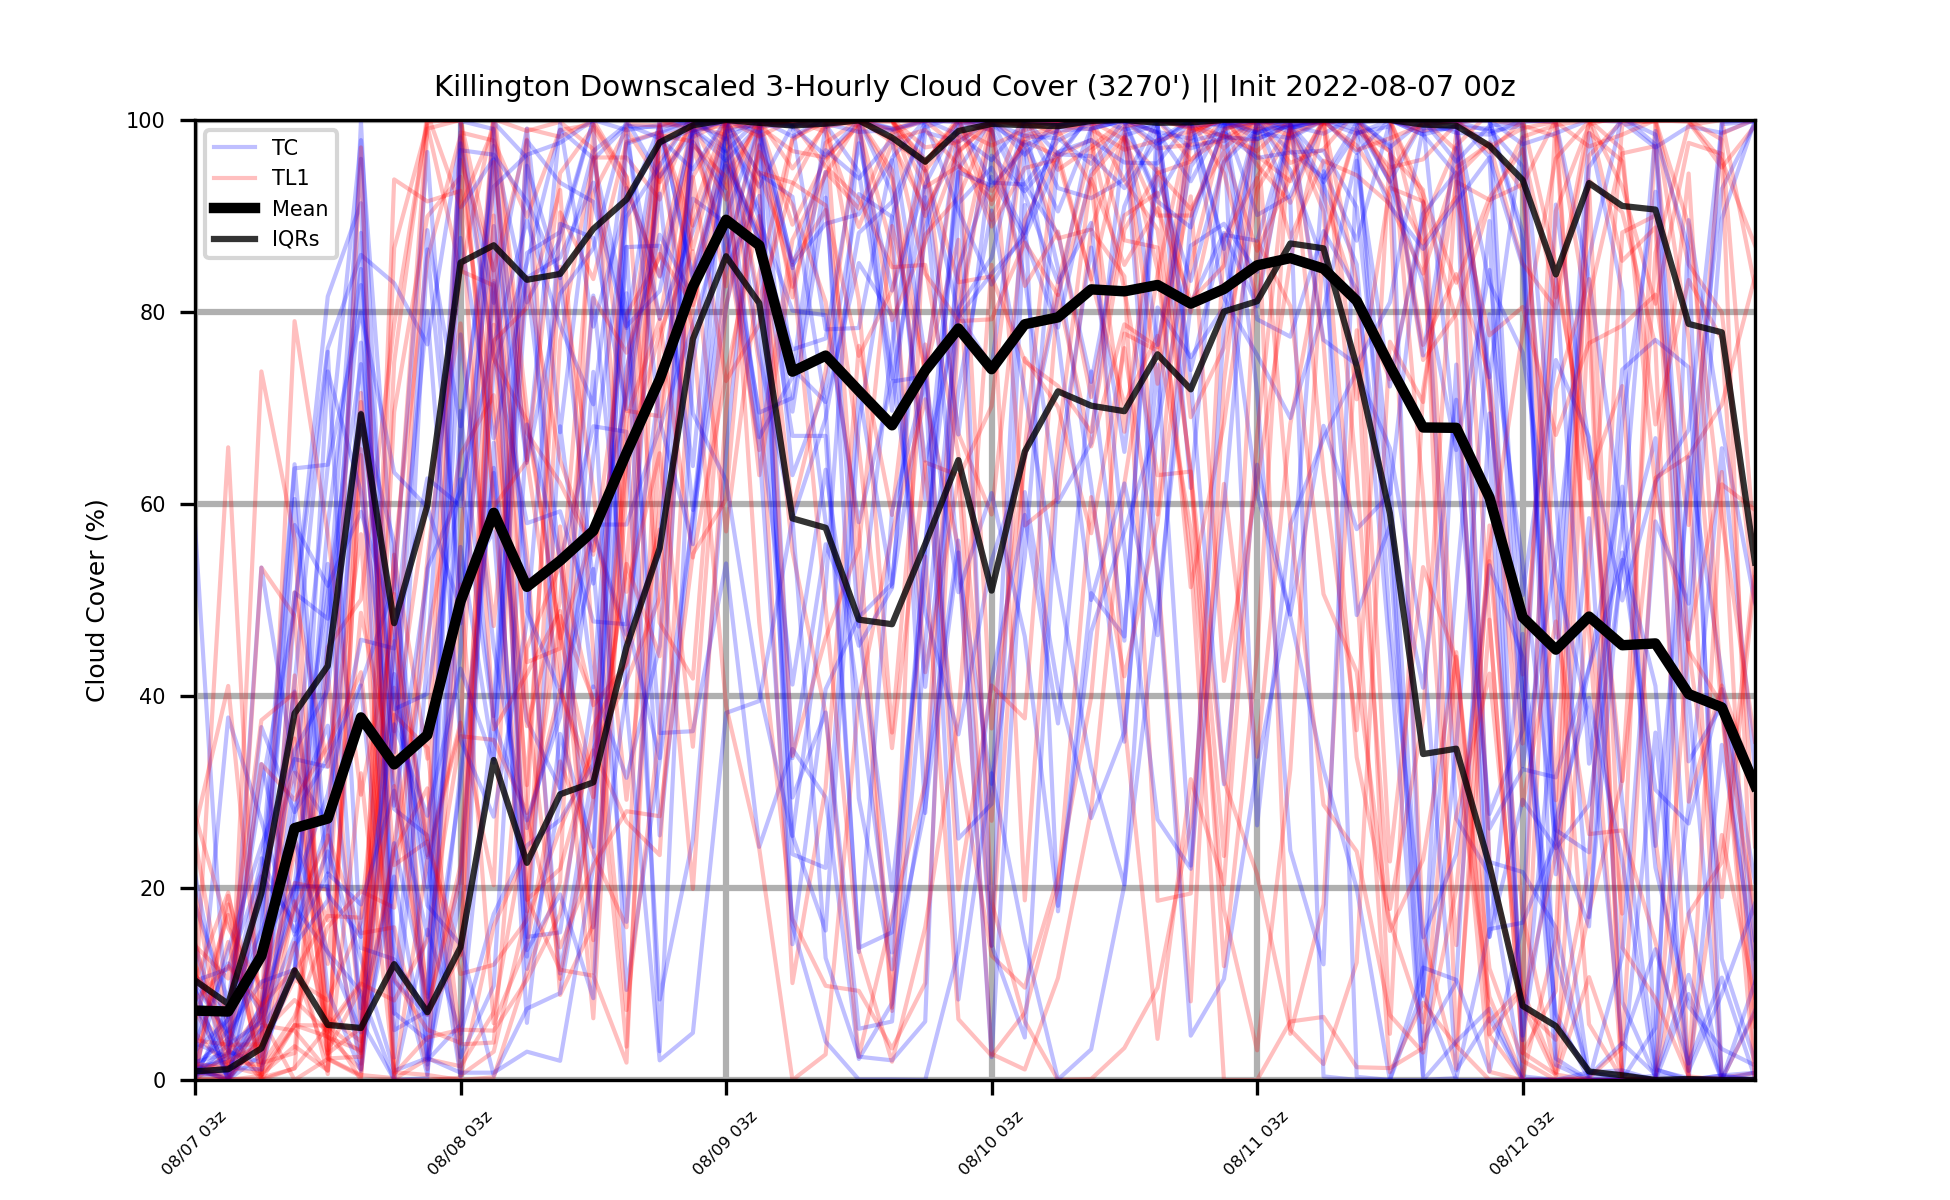 Killington Downscaled 3-Hourly Cloud Cover (3270') || Init 2022-08-07 00z
TC
TL1
Mean
IQRs
Cloud Cover (%)
100
80
60
40
20
0
08/07 03z
08/08 03z
08/09 03z
08/10 03z
08/11 03z
08/12 03z